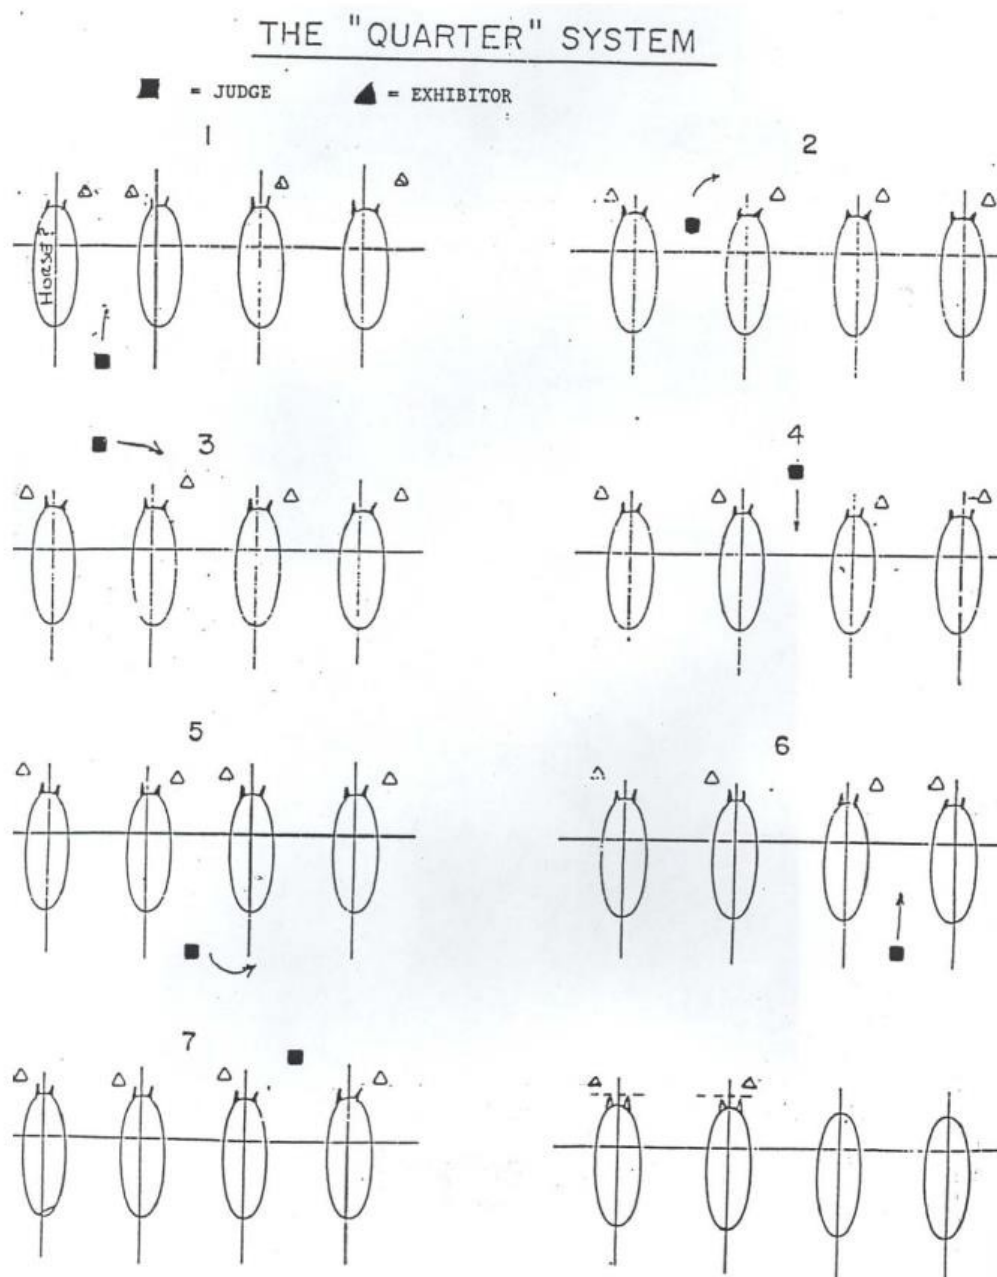 THE "QUARTER" SYSTEM
= JUDGE
= EXHIBITOR
1
2
HORSE?
3
4
5
6
7